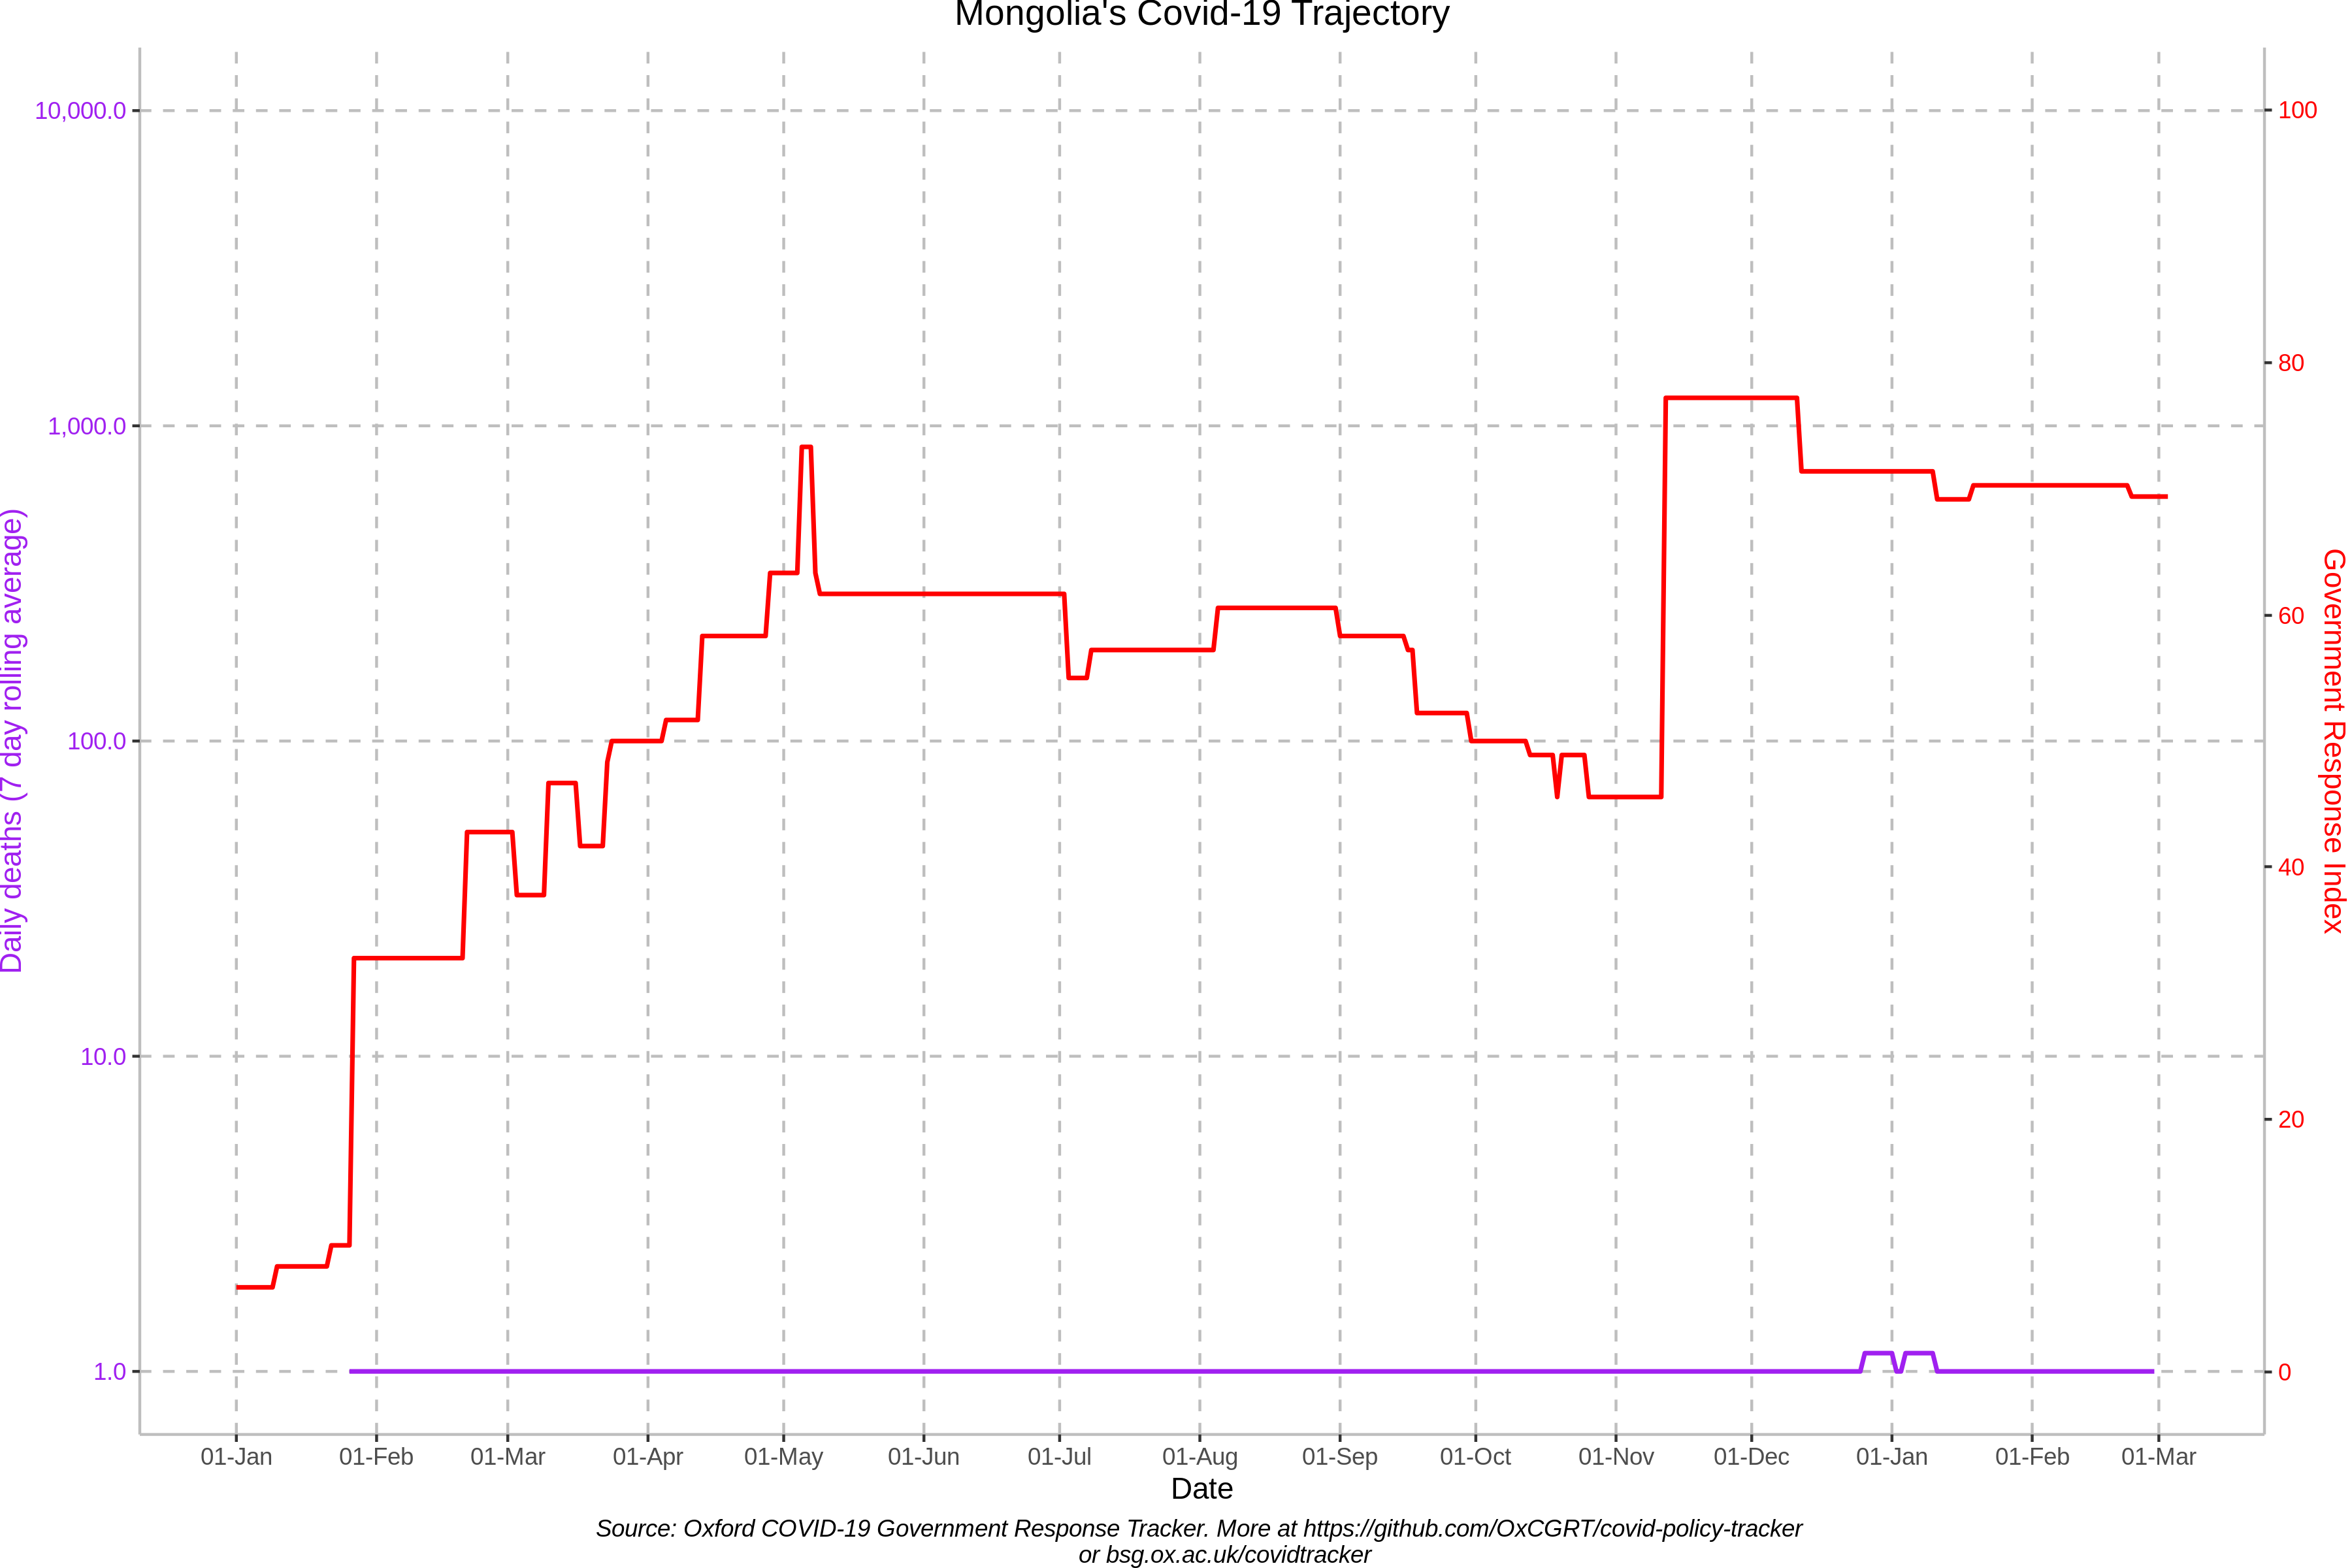 Mongolia's Covid-19 Trajectory
10,000.0
1,000.0
100.0
10.0
1.0
Daily deaths (7 day rolling average)
100
80
60
40
20
0
Government Response Index
01-Jan 01-Feb 01-Mar 01-Apr 01-May 01-Jun 01-Jul 01-Aug 01-Sep 01-Oct 01-Nov 01-Dec 01-Jan 01-Feb 01-Mar
Date
Source: Oxford COVID-19 Government Response Tracker. More at https://github.com/OxCGRT/covid-policy-tracker
or bsg.ox.ac.uk/covidtracker